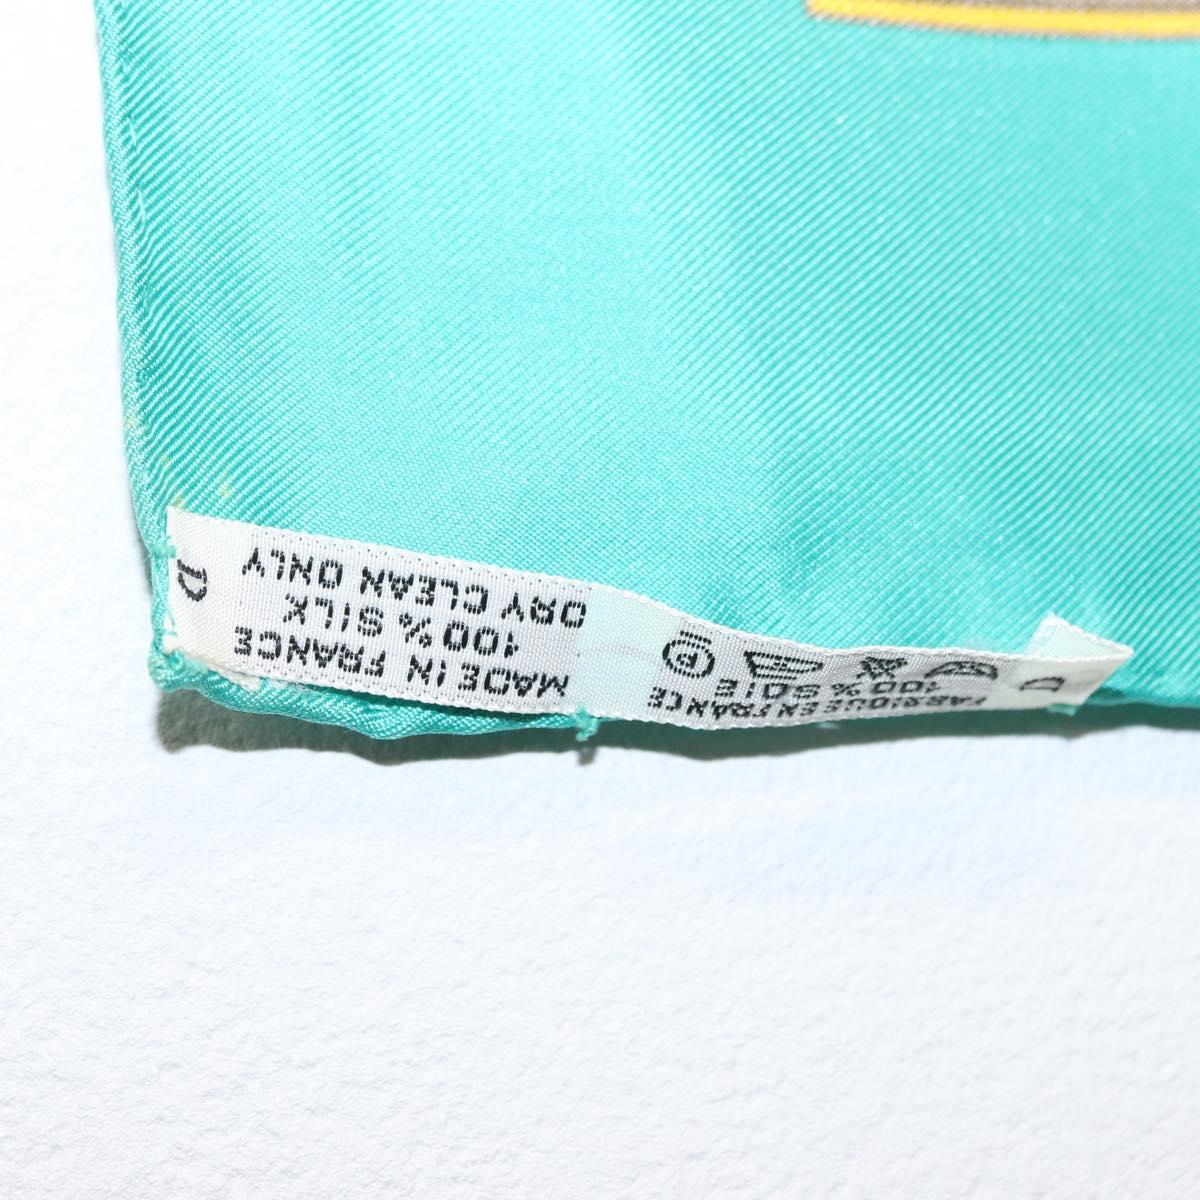 FABRIQUE EN FRANCE
100% SOIE
P
D
MADE IN FRANCE
100% SILK
DRY CLEAN ONLY
D